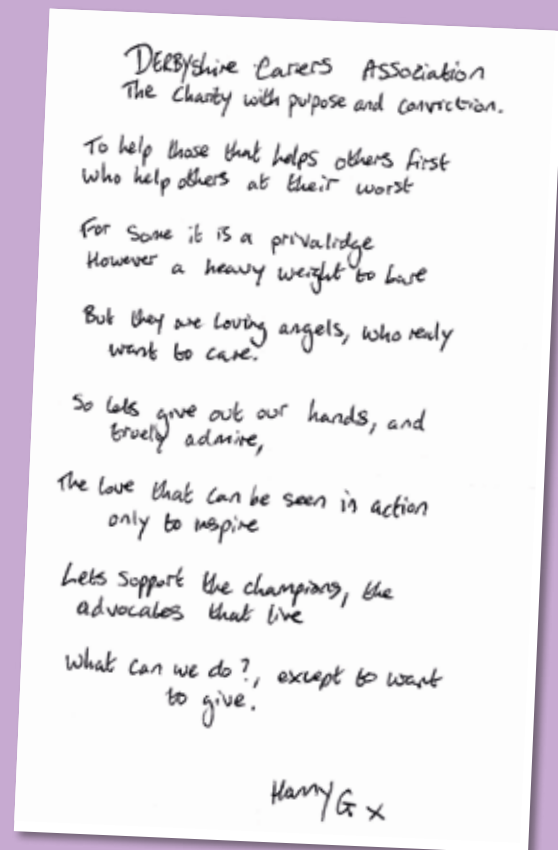 DERBYshire Carers Association
The Charity with purpose and conviction.
To help those that helps others first
who help others at their worst
For some it is a privalidge
However a heavy weight to bare
But they are Loving angels, who realy
want to care.
So lets give out our hands, and
truely admire,
The love that can be seen in action
only to inspire
Lets support the champions, the
advocates that live
What can we do?, except to want
to give.
Harry G x